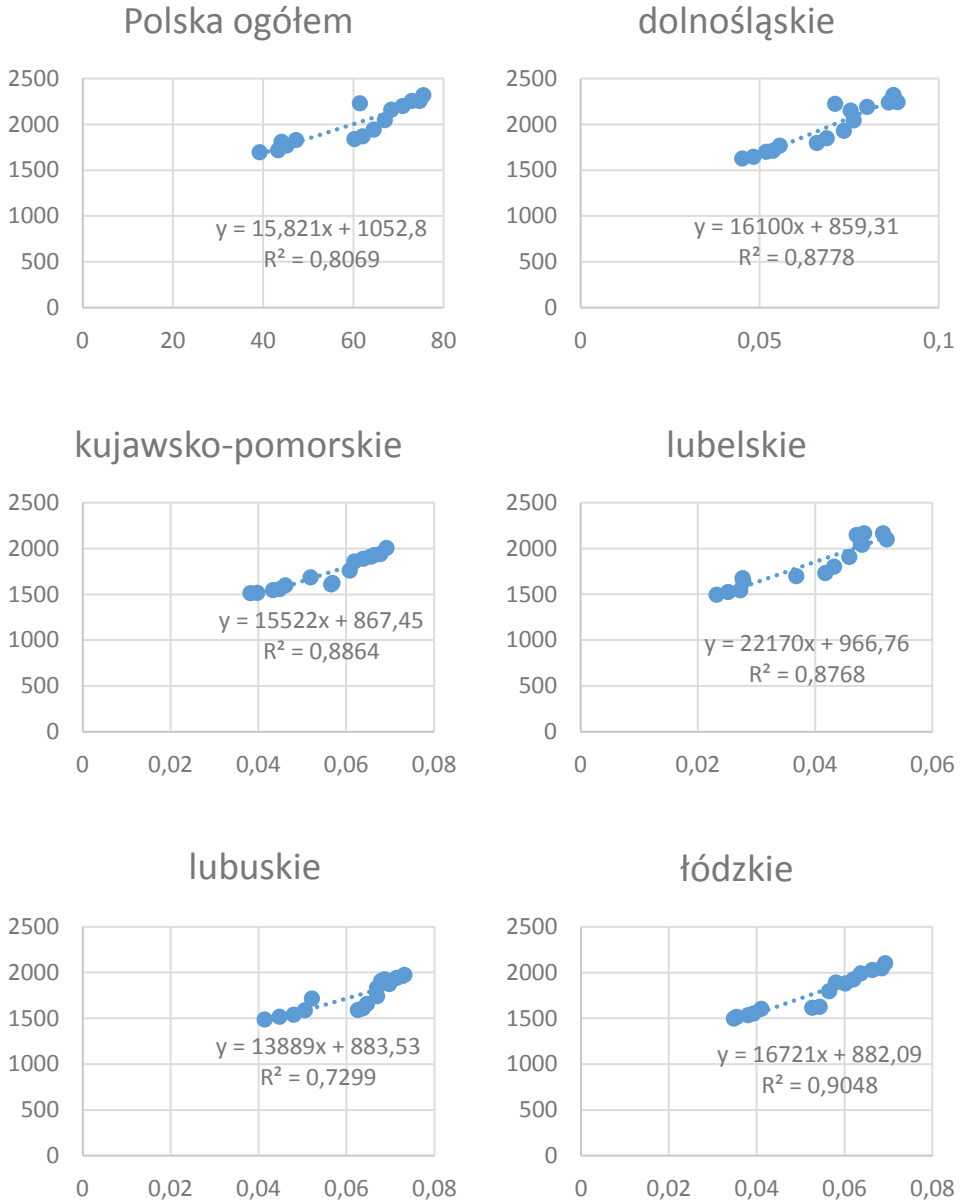 Polska ogółem
2500
2000
1500
1000
500
0
y = 15,821x + 1052,8
R² = 0,8069
0 20 40 60 80
dolnośląskie
2500
2000
1500
1000
500
0
y = 16100x + 859,31
R² = 0,8778
0 0,05 0,1
kujawsko-pomorskie
2500
2000
1500
1000
500
0
y = 15522x + 867,45
R² = 0,8864
0 0,02 0,04 0,06 0,08
lubelskie
2500
2000
1500
1000
500
0
y = 22170x + 966,76
R² = 0,8768
0 0,02 0,04 0,06
lubuskie
2500
2000
1500
1000
500
0
y = 13889x + 883,53
R² = 0,7299
0 0,02 0,04 0,06 0,08
łódzkie
2500
2000
1500
1000
500
0
y = 16721x + 882,09
R² = 0,9048
0 0,02 0,04 0,06 0,08